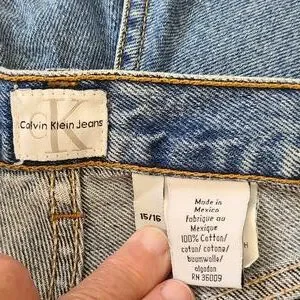 CK
Calvin Klein Jeans
15/16
Made in
Mexico
fabriqué au
Mexique
100% Cotton/
coton/ cotone/
baumwolle/
algodon
RN 36009
H